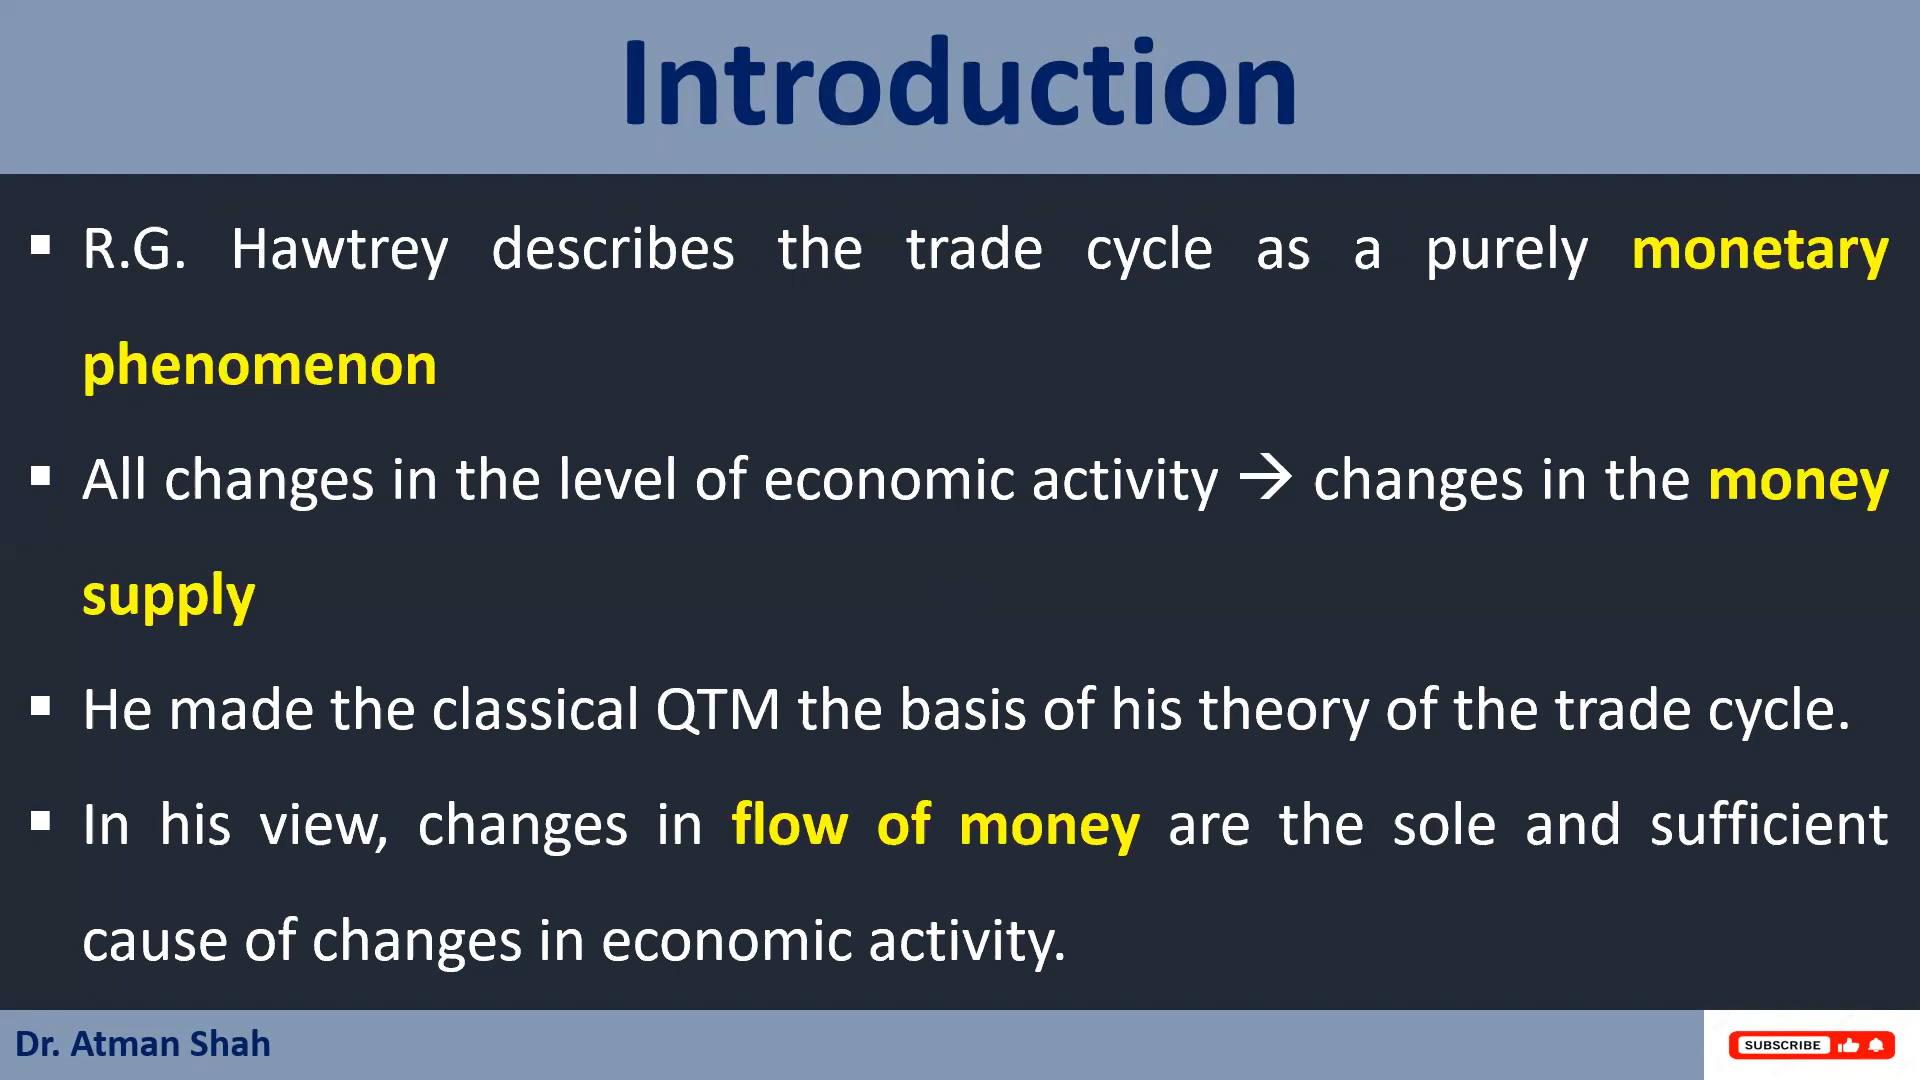 Introduction
▪ R.G. Hawtrey describes the trade cycle as a purely monetary
phenomenon
▪ All changes in the level of economic activity → changes in the money
supply
▪ He made the classical QTM the basis of his theory of the trade cycle.
▪ In his view, changes in flow of money are the sole and sufficient
cause of changes in economic activity.
Dr. Atman Shah
SUBSCRIBE